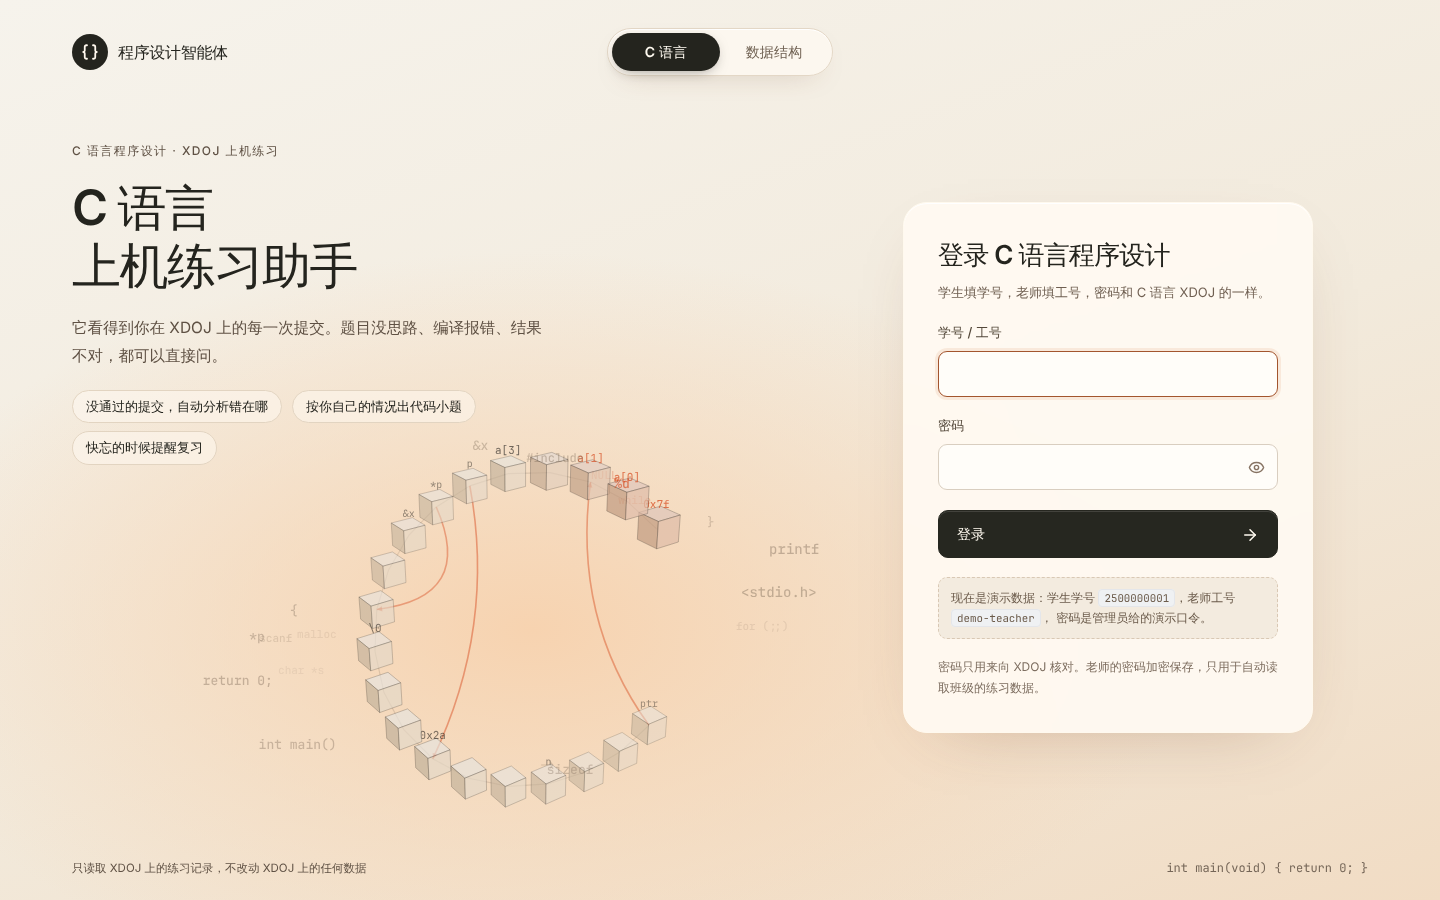 {} 程序设计智能体
C 语言
数据结构
C 语言程序设计 · XDOJ 上机练习
C 语言
上机练习助手
它看得到你在 XDOJ 上的每一次提交。题目没思路、编译报错、结果
不对，都可以直接问。
没通过的提交，自动分析错在哪
按你自己的情况出代码小题
快忘的时候提醒复习
&x
a[3]
#include
a[1]
p
a[0]
%d
*p
0x7f
&x
}
printf
<stdio.h>
{
for (;;)
\0
*p
scanf
malloc
char *s
return 0;
ptr
0x2a
int main()
n
sizeof
登录 C 语言程序设计
学生填学号，老师填工号，密码和 C 语言 XDOJ 的一样。
学号 / 工号
密码
登录
现在是演示数据：学生学号 2500000001，老师工号
demo-teacher， 密码是管理员给的演示口令。
密码只用来向 XDOJ 核对。老师的密码加密保存，只用于自动读
取班级的练习数据。
只读取 XDOJ 上的练习记录，不改动 XDOJ 上的任何数据
int main(void) { return 0; }